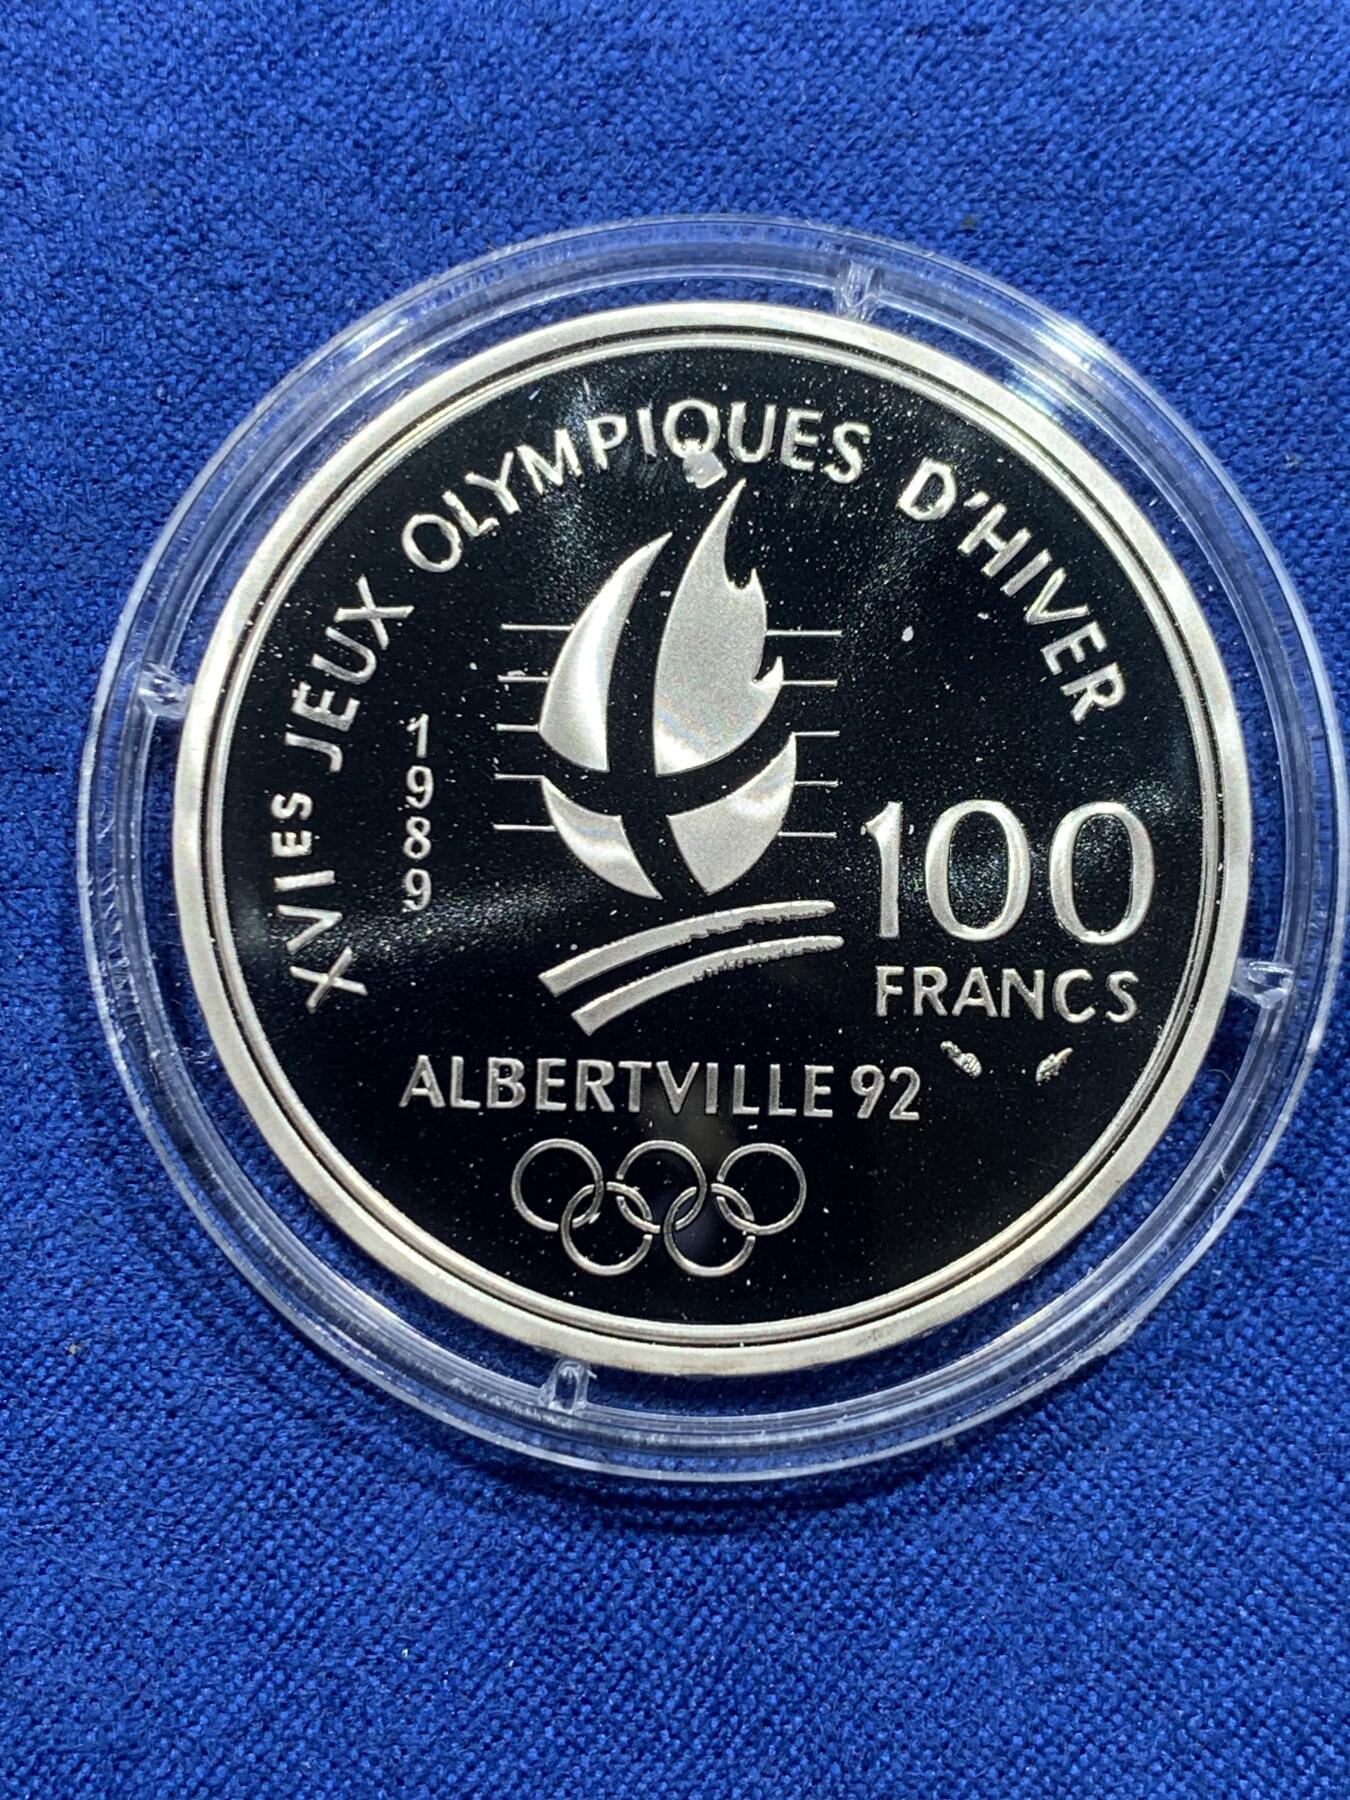 XVIES JEUX OLYMPIQUES D'HIVER
1989
100
FRANCS
ALBERTVILLE 92